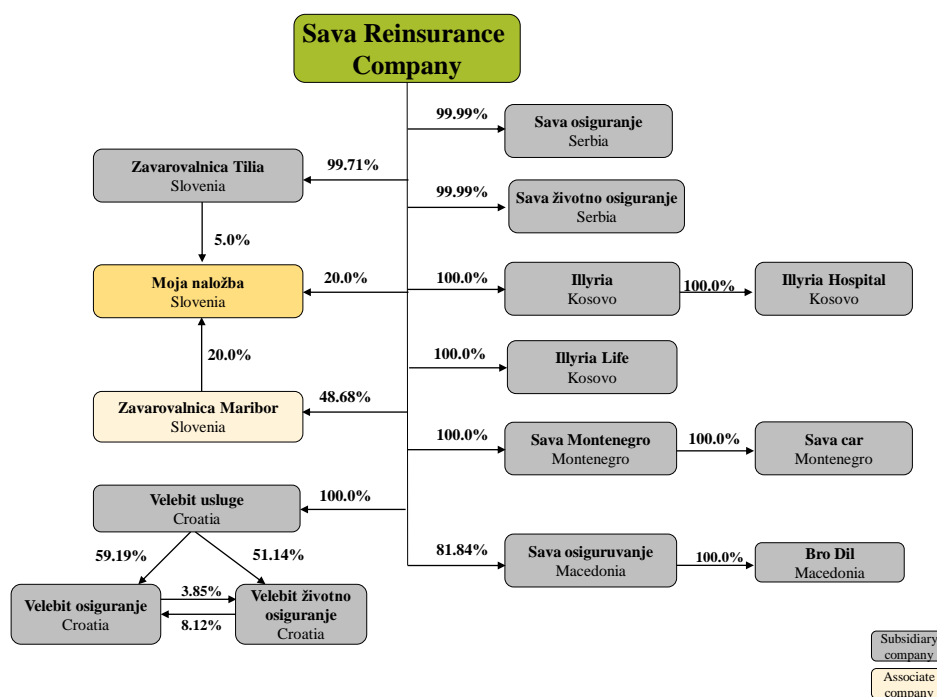 Sava Reinsurance
Company
99.99%
Sava osiguranje
Serbia
Zavarovalnica Tilia
Slovenia
99.71%
99.99%
Sava životno osiguranje
Serbia
5.0%
Moja naložba
Slovenia
20.0%
100.0%
Illyria
Kosovo
100.0%
Illyria Hospital
Kosovo
20.0%
100.0%
Illyria Life
Kosovo
Zavarovalnica Maribor
Slovenia
48.68%
100.0%
Sava Montenegro
Montenegro
100.0%
Sava car
Montenegro
Velebit usluge
Croatia
100.0%
59.19%
51.14%
81.84%
Sava osiguruvanje
Macedonia
100.0%
Bro Dil
Macedonia
Velebit osiguranje
Croatia
3.85%
8.12%
Velebit životno
osiguranje
Croatia
Subsidiary
company
Associate
company